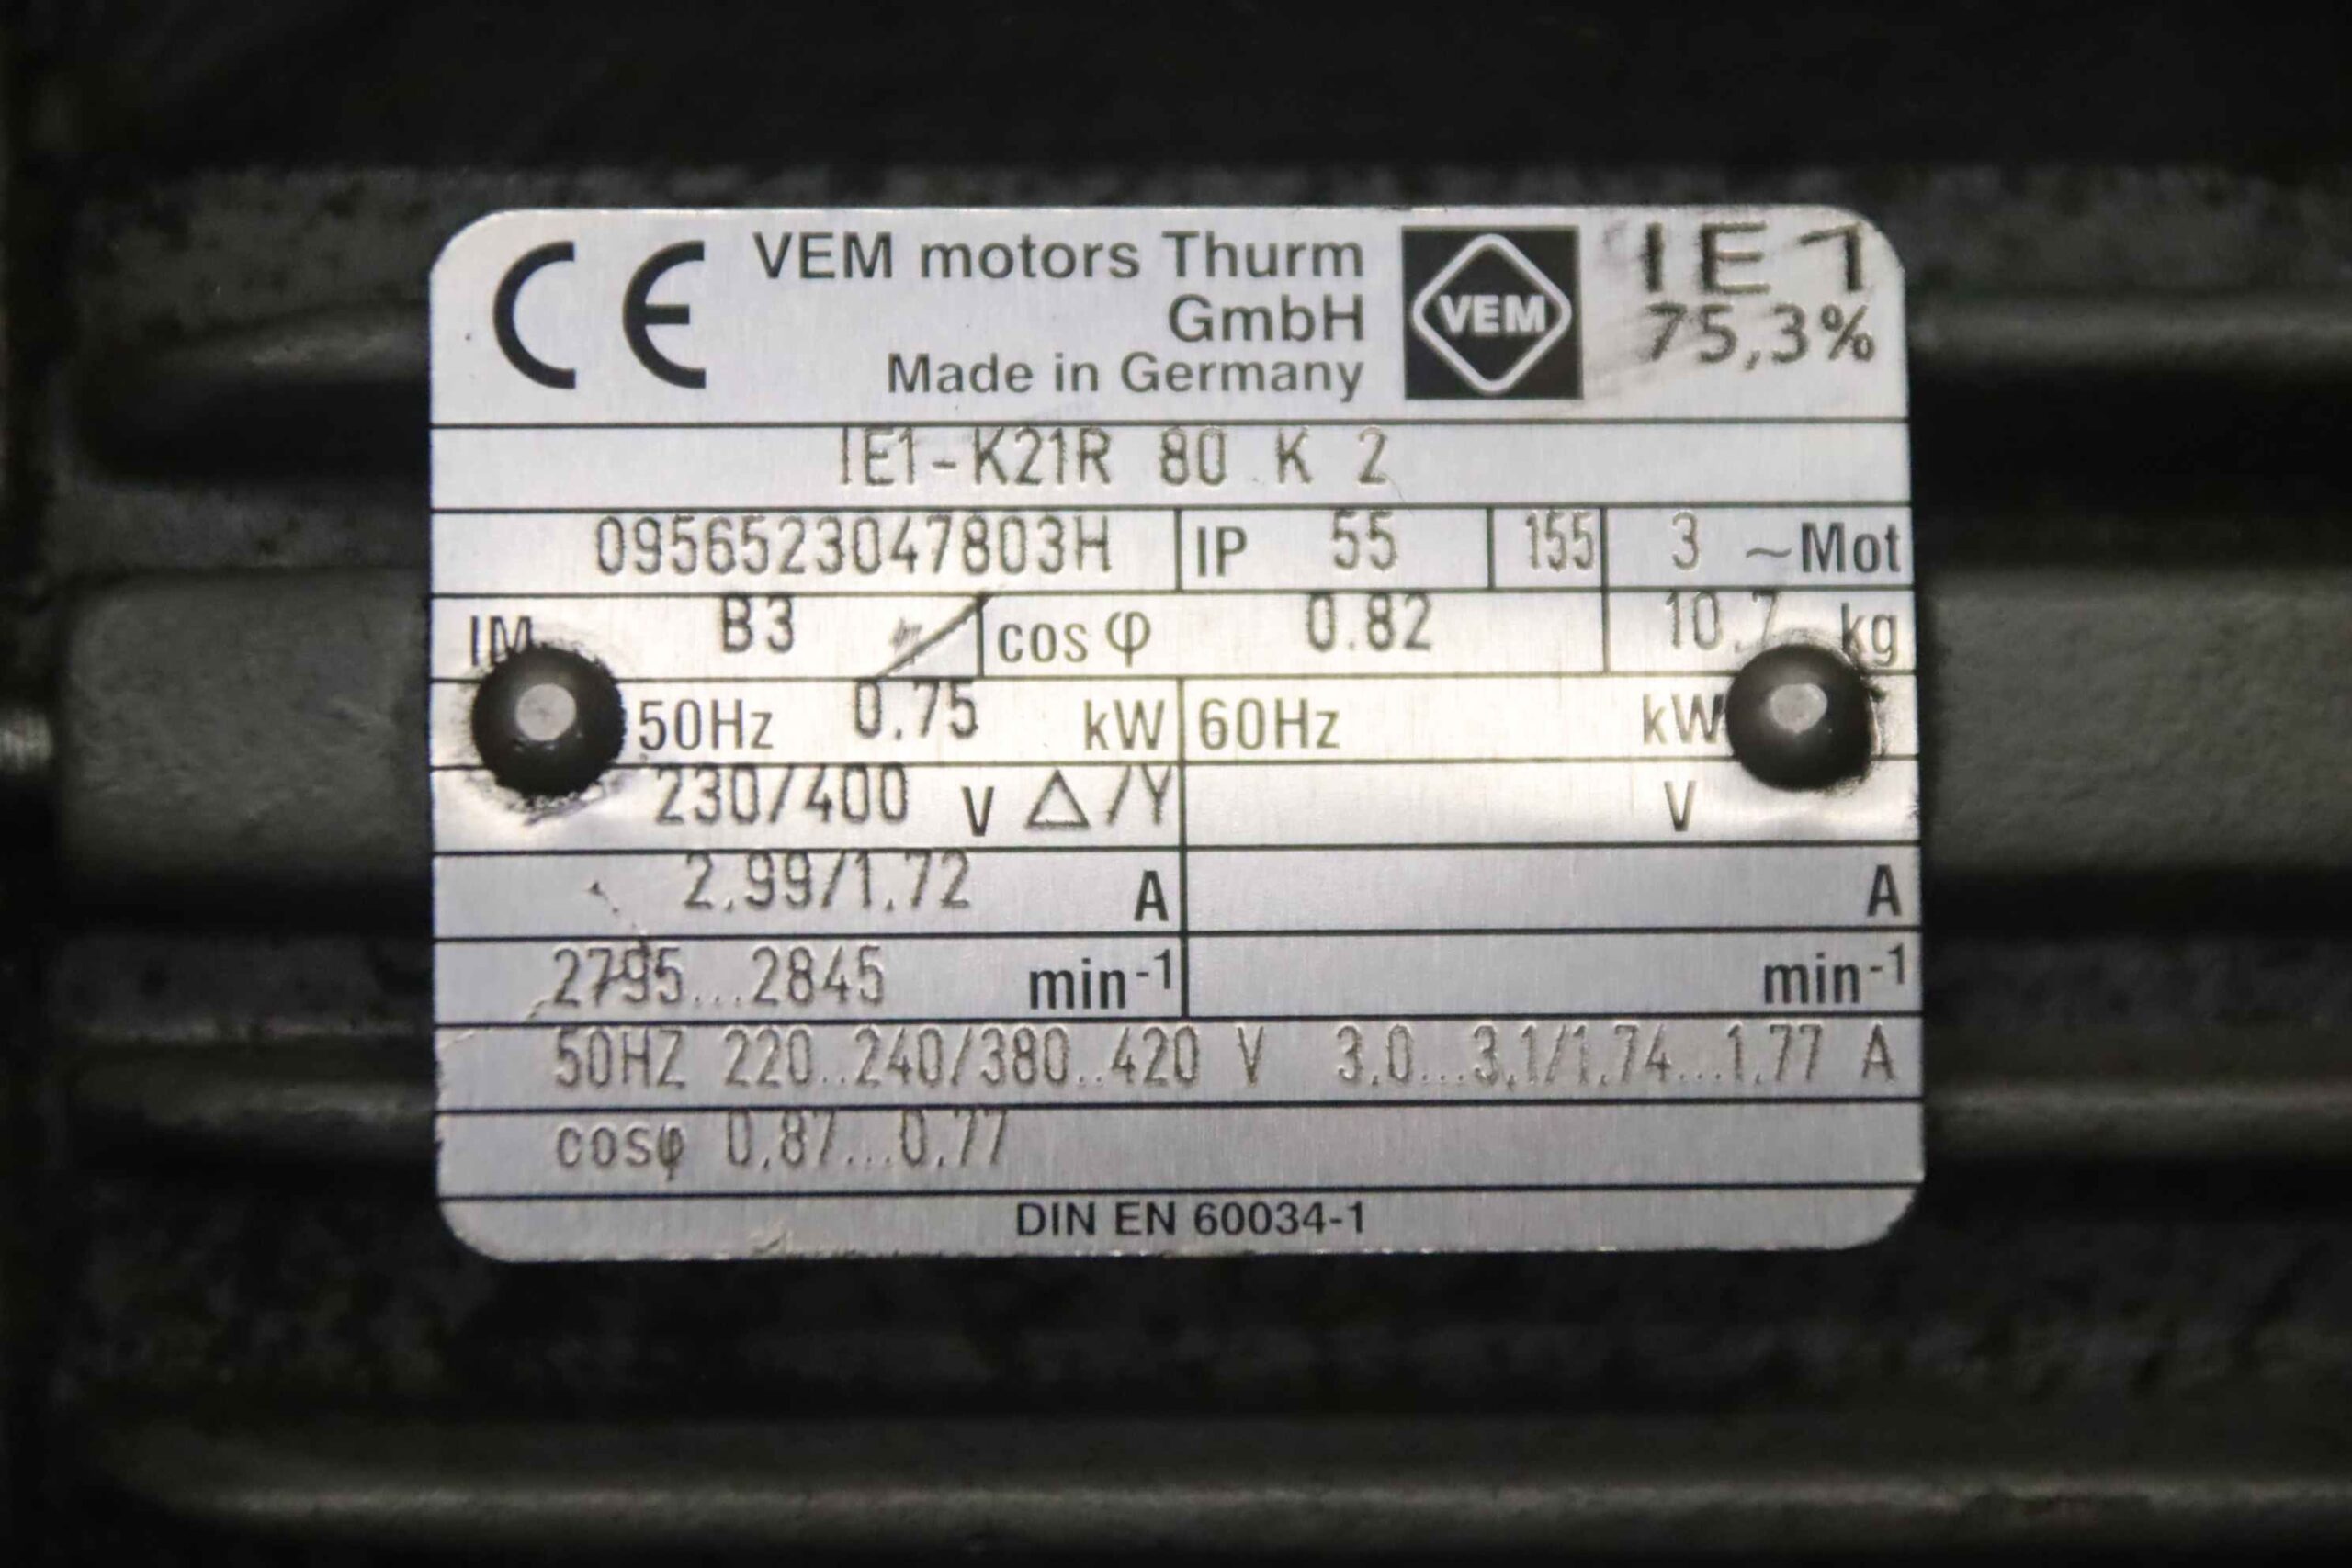 CE VEM motors Thurm GmbH Made in Germany VEM IE1 75,3%
IE1-K21R 80 K 2
0956523047803H IP 55 155 3 ~Mot
IM B3 cos φ 0.82 10.7 kg
50Hz 0.75 kW 60Hz kW
230/400 V △/Y V
2.99/1.72 A A
2795...2845 min-1 min-1
50HZ 220..240/380..420 V 3.0...3.1/1.74...1.77 A
cosφ 0.87...0.77
DIN EN 60034-1